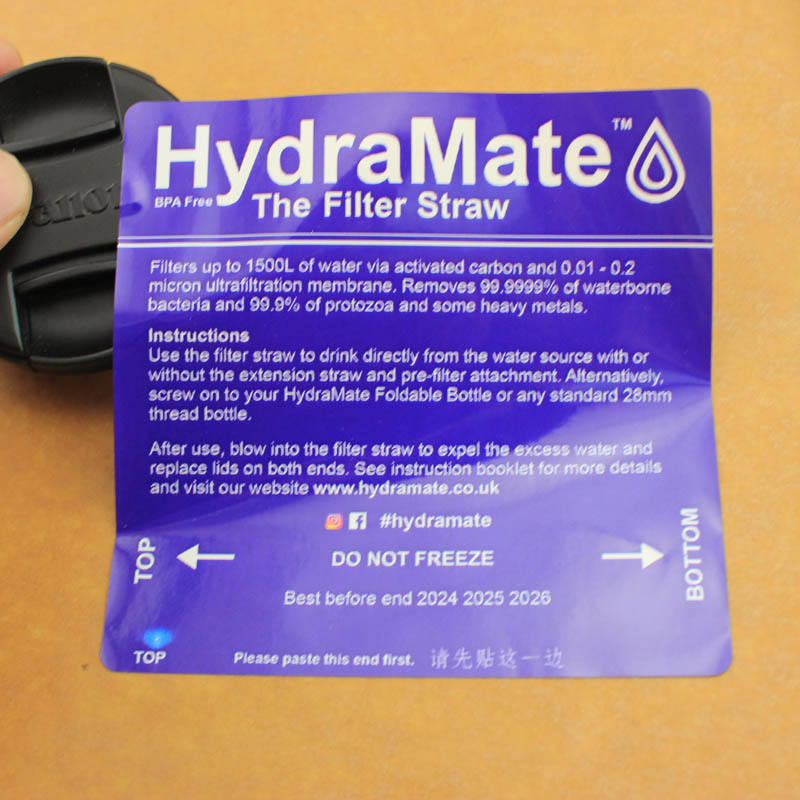 HydraMate™
BPA Free
The Filter Straw
Filters up to 1500L of water via activated carbon and 0.01 - 0.2
micron ultrafiltration membrane. Removes 99.9999% of waterborne
bacteria and 99.9% of protozoa and some heavy metals.
Instructions
Use the filter straw to drink directly from the water source with or
without the extension straw and pre-filter attachment. Alternatively,
screw on to your HydraMate Foldable Bottle or any standard 28mm
thread bottle.
After use, blow into the filter straw to expel the excess water and
replace lids on both ends. See instruction booklet for more details
and visit our website www.hydramate.co.uk
#hydramate
TOP
DO NOT FREEZE
BOTTOM
Best before end 2024 2025 2026
TOP
Please paste this end first. 请先贴这一边
Canon